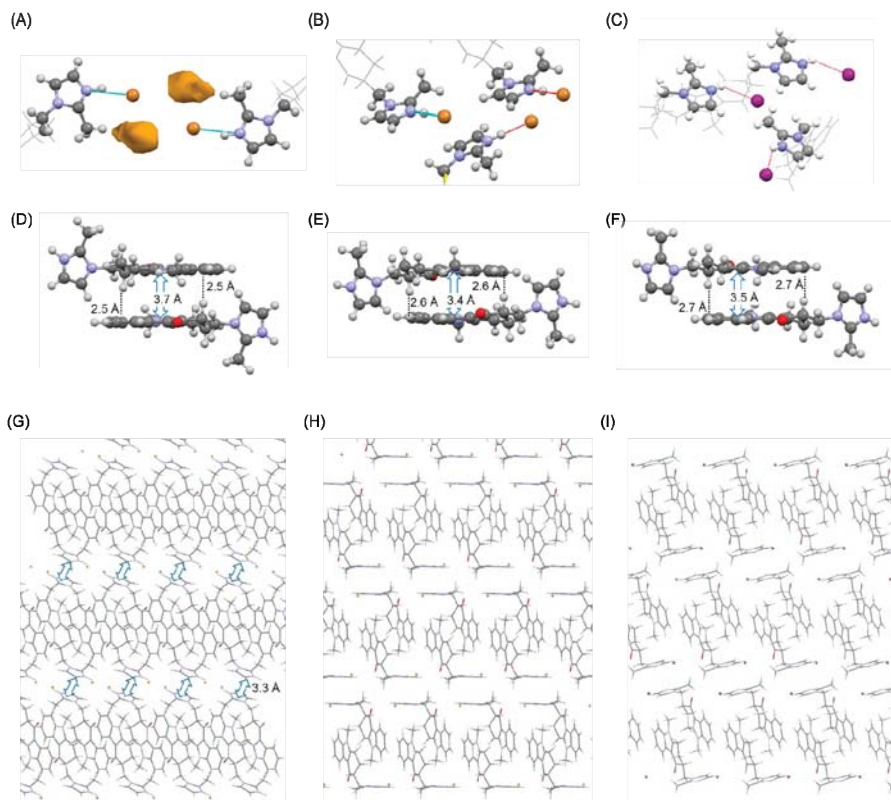 (A)
(B)
(C)
(D)
(E)
(F)
2.5 Å
3.7 Å
2.5 Å
2.6 Å
2.6 Å
3.4 Å
2.7 Å
3.5 Å
2.7 Å
(G)
(H)
(I)
3.3 Å